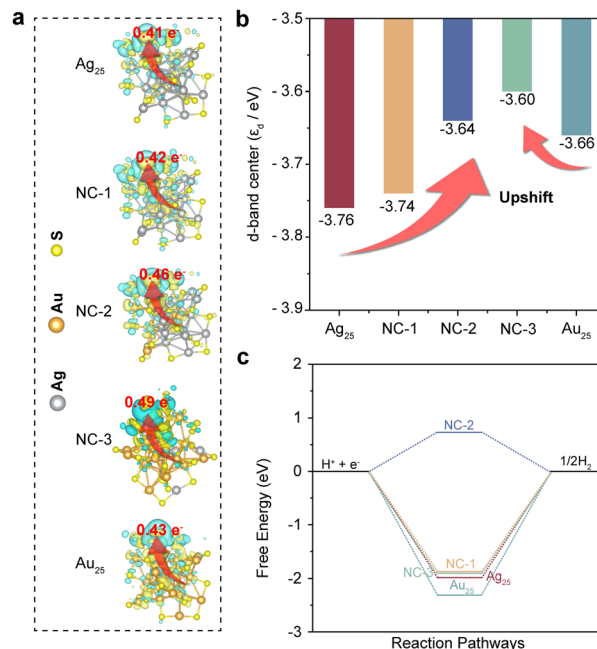 a
Ag25
0.41 e-
NC-1
0.42 e-
NC-2
0.46 e-
NC-3
0.49 e-
Au25
0.43 e-
S
Au
Ag
b
d-band center (εd / eV)
- 3.5
- 3.6
- 3.7
- 3.8
- 3.9
-3.76
-3.74
-3.64
-3.60
-3.66
Upshift
Ag25 NC-1 NC-2 NC-3 Au25
c
Free Energy (eV)
2
1
0
-1
-2
-3
H+ + e-
NC-2
1/2H2
NC-1
NC-3
Ag25
Au25
Reaction Pathways